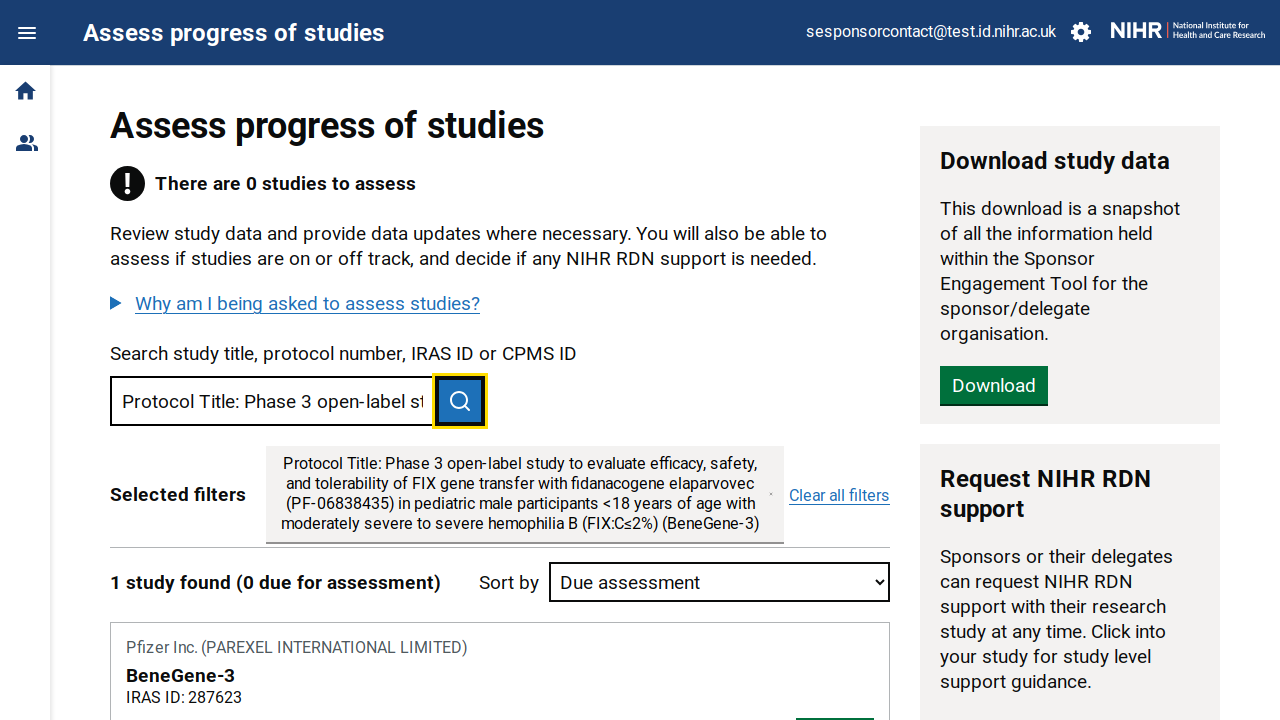 Assess progress of studies
sesponsorcontact@test.id.nihr.ac.uk
NIHR | National Institute for
Health and Care Research
Assess progress of studies
There are 0 studies to assess
Review study data and provide data updates where necessary. You will also be able to
assess if studies are on or off track, and decide if any NIHR RDN support is needed.
Why am I being asked to assess studies?
Search study title, protocol number, IRAS ID or CPMS ID
Protocol Title: Phase 3 open-label st
Selected filters
Protocol Title: Phase 3 open-label study to evaluate efficacy, safety,
and tolerability of FIX gene transfer with fidanacogene elaparvovec
(PF-06838435) in pediatric male participants <18 years of age with
moderately severe to severe hemophilia B (FIX:C≤2%) (BeneGene-3)
Clear all filters
1 study found (0 due for assessment)
Sort by
Due assessment
Pfizer Inc. (PAREXEL INTERNATIONAL LIMITED)
BeneGene-3
IRAS ID: 287623
Download study data
This download is a snapshot
of all the information held
within the Sponsor
Engagement Tool for the
sponsor/delegate
organisation.
Download
Request NIHR RDN
support
Sponsors or their delegates
can request NIHR RDN
support with their research
study at any time. Click into
your study for study level
support guidance.